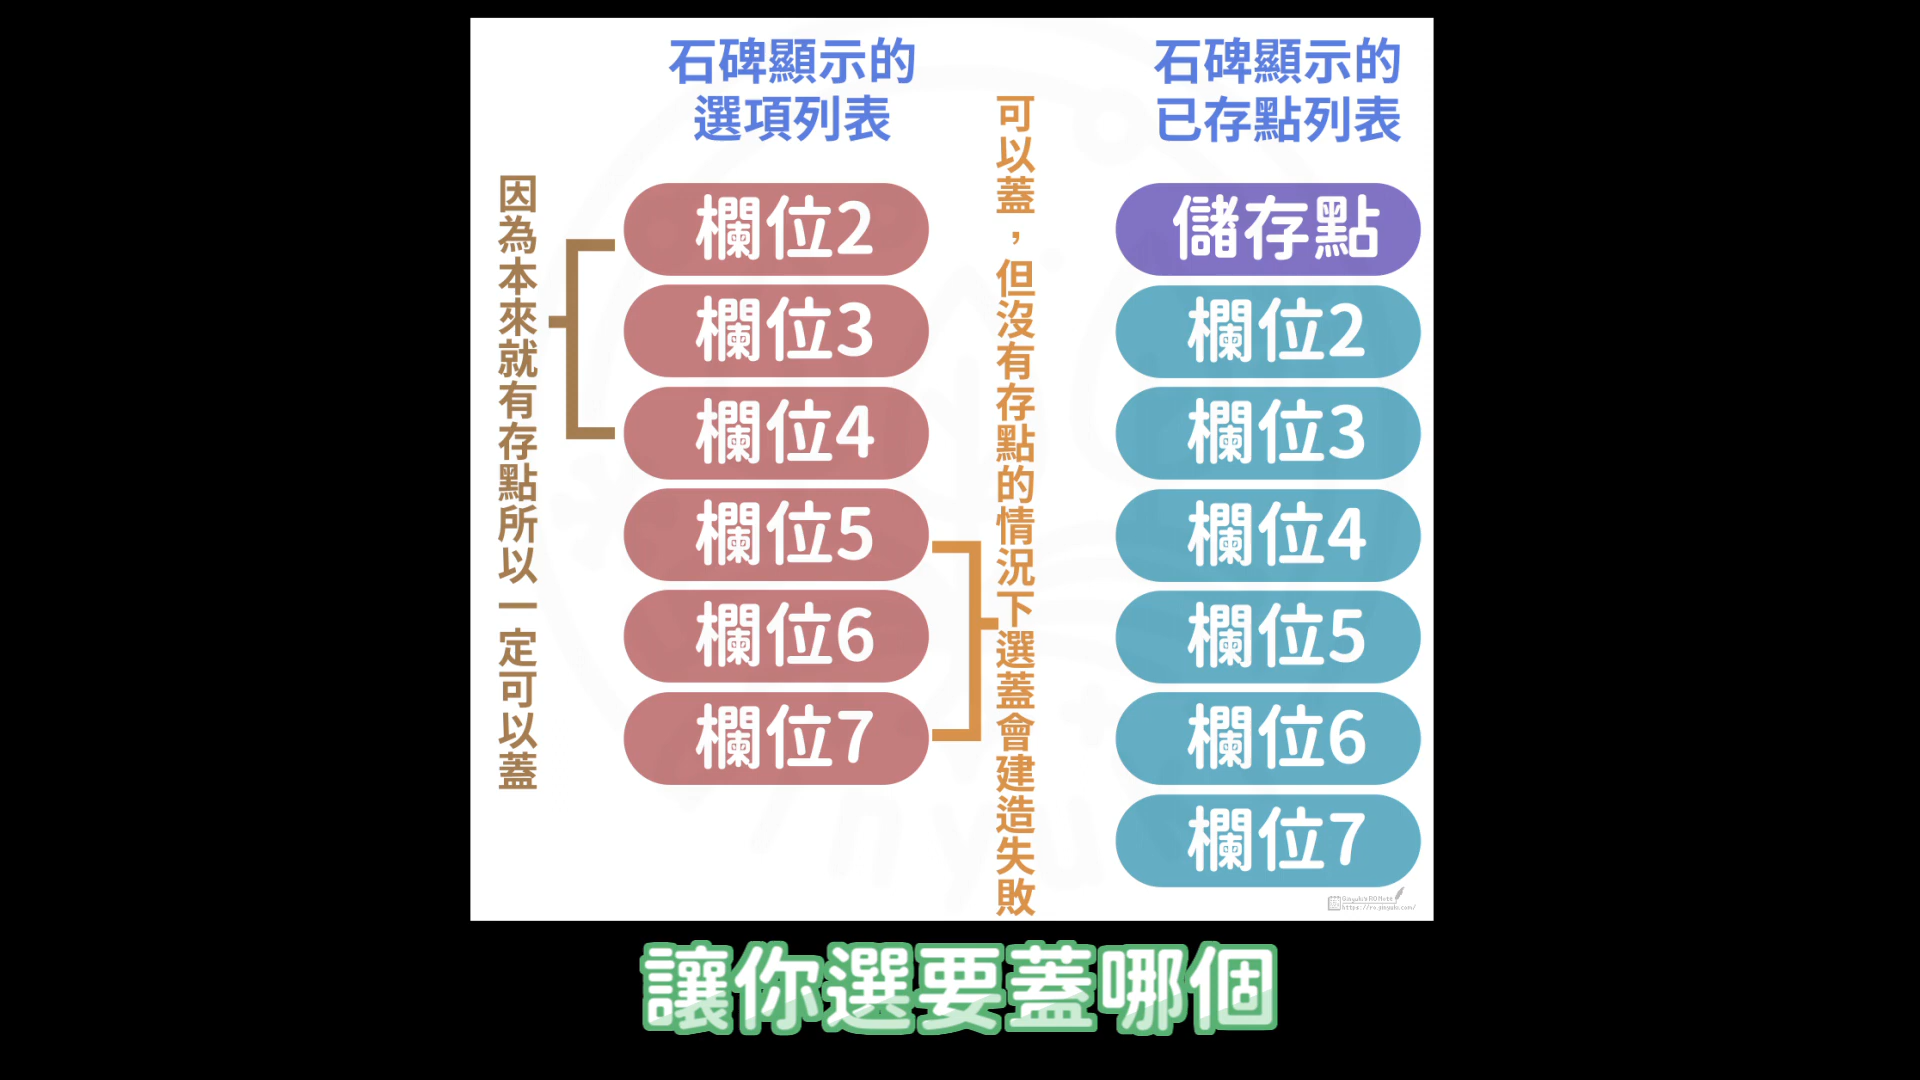 石碑顯示的
選項列表
石碑顯示的
已存點列表
因為本來就有存點所以一定可以蓋
欄位2
欄位3
欄位4
欄位5
欄位6
欄位7
可以蓋，但沒有存點的情況下選蓋會建造失敗
儲存點
欄位2
欄位3
欄位4
欄位5
欄位6
欄位7
讓你選要蓋哪個